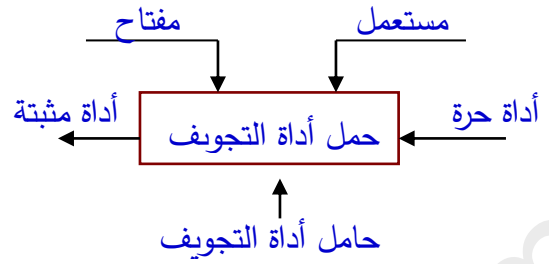 مستعمل
مفتاح
أداة حرة
حمل أداة التجويف
أداة مثبتة
حامل أداة التجويف